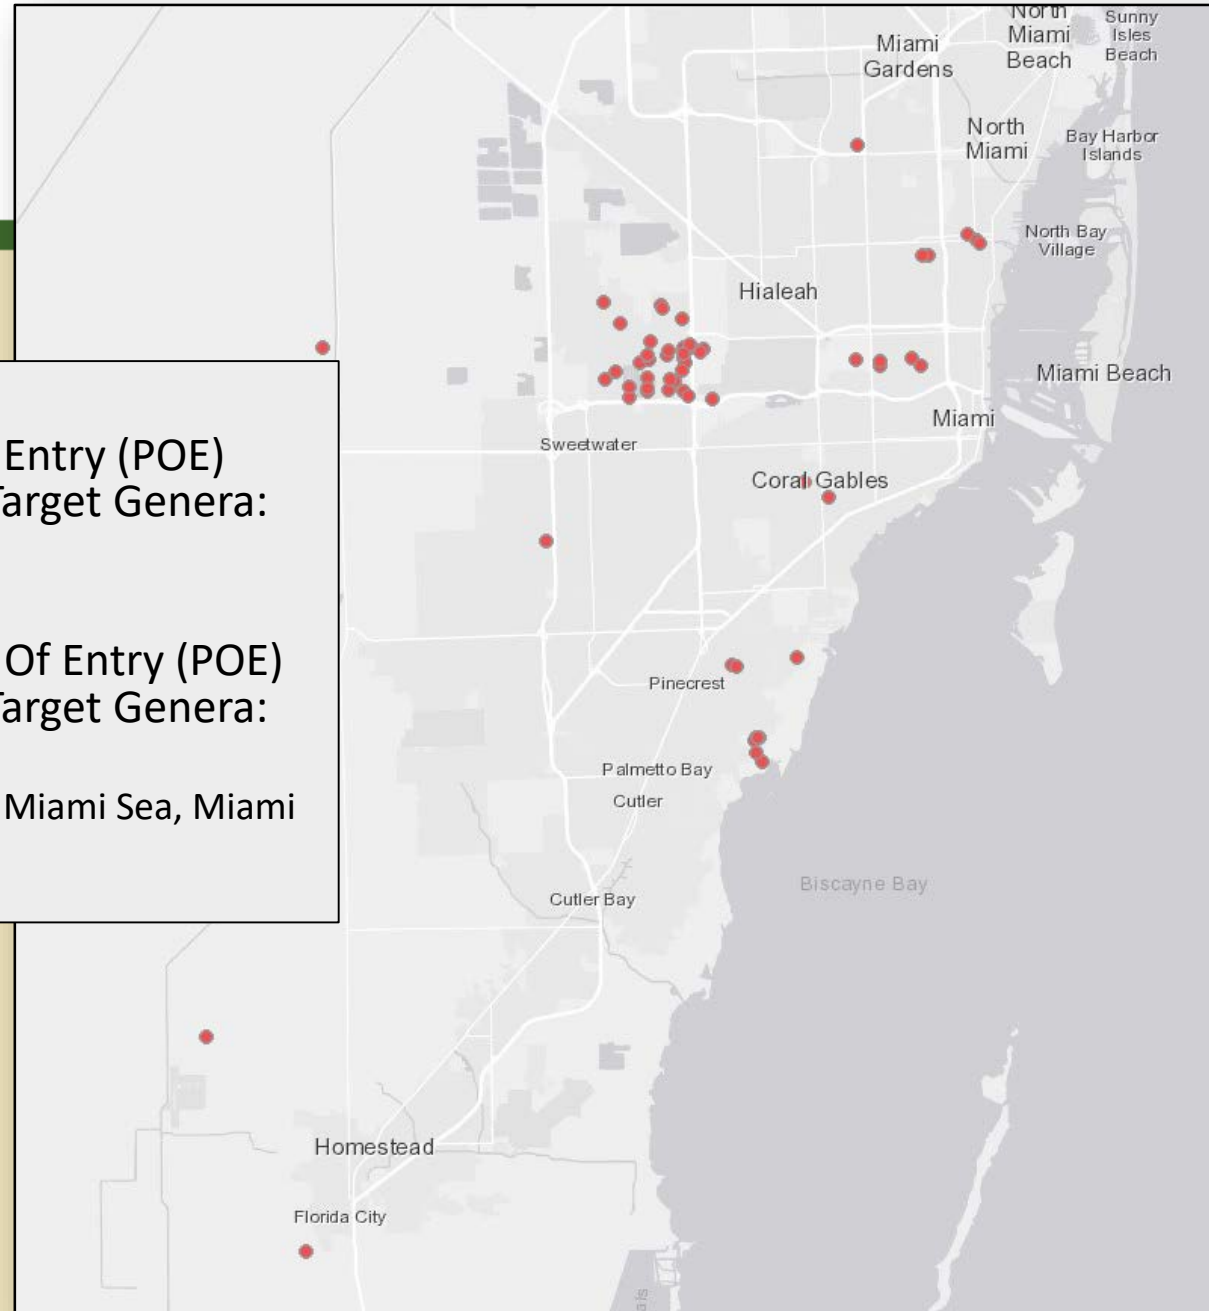 North
Miami
Beach
Sunny
Isles
Beach
Miami
Gardens
North
Miami
Bay Harbor
Islands
North Bay
Village
Hialeah
Miami Beach
Miami
Sweetwater
Coral Gables
Entry (POE)
Target Genera:
Of Entry (POE)
Target Genera:
Miami Sea, Miami
Pinecrest
Palmetto Bay
Cutler
Biscayne Bay
Cutler Bay
Homestead
Florida City